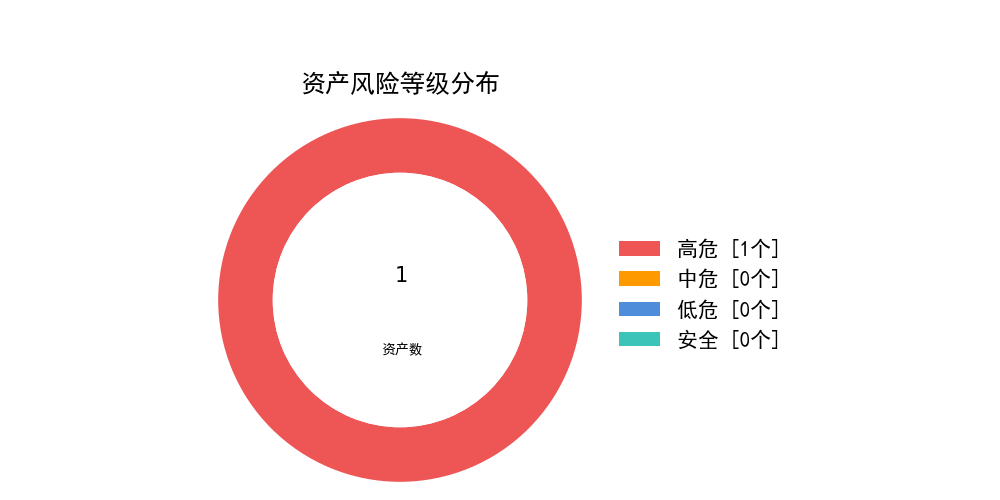 资产风险等级分布
1
资产数
高危 [1个]
中危 [0个]
低危 [0个]
安全 [0个]